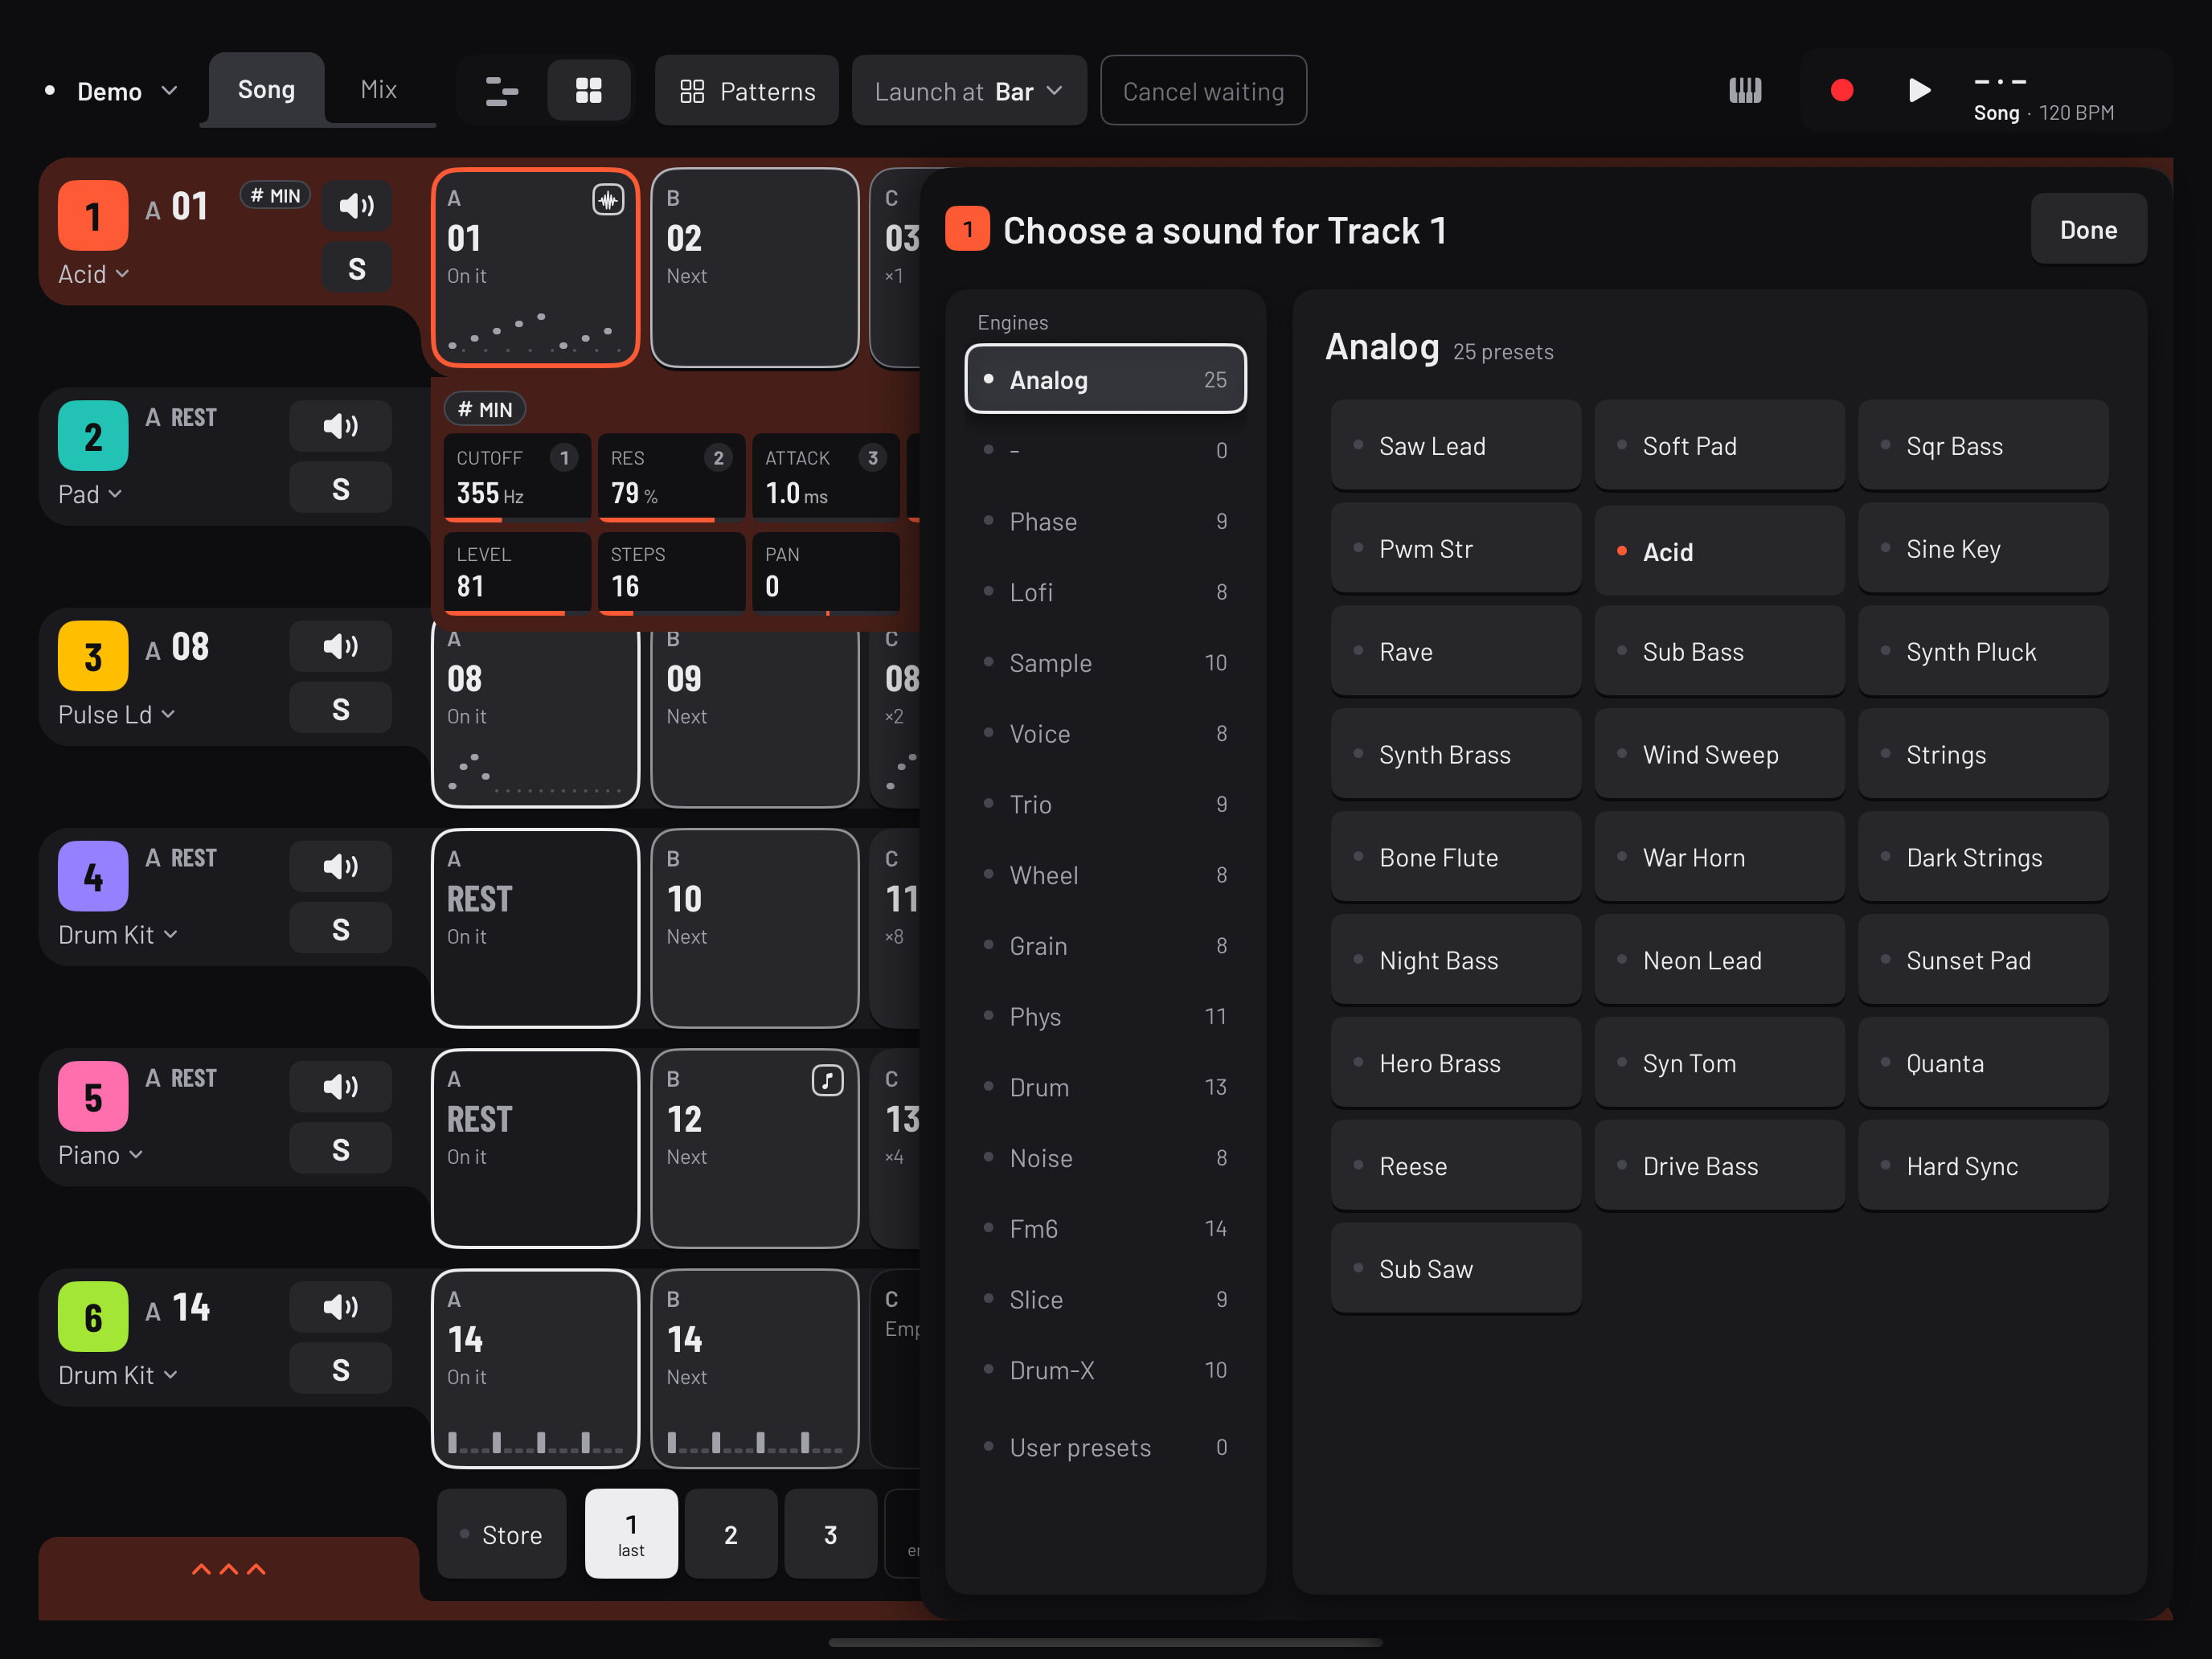 Demo
Song
Mix
Patterns
Launch at Bar
Cancel waiting
Song · 120 BPM
1
A 01
# MIN
Acid
S
A
01
On it
B
02
Next
C
03
×1
# MIN
CUTOFF 1
355 Hz
RES 2
79 %
ATTACK 3
1.0 ms
LEVEL
81
STEPS
16
PAN
0
2
A REST
Pad
S
3
A 08
Pulse Ld
S
A
08
On it
B
09
Next
C
08
×2
4
A REST
Drum Kit
S
A
REST
On it
B
10
Next
C
11
×8
5
A REST
Piano
S
A
REST
On it
B
12
Next
C
13
×4
6
A 14
Drum Kit
S
A
14
On it
B
14
Next
C
Store
1
last
2
3
1 Choose a sound for Track 1
Done
Engines
Analog 25
– 0
Phase 9
Lofi 8
Sample 10
Voice 8
Trio 9
Wheel 8
Grain 8
Phys 11
Drum 13
Noise 8
Fm6 14
Slice 9
Drum-X 10
User presets 0
Analog 25 presets
Saw Lead
Soft Pad
Sqr Bass
Pwm Str
Acid
Sine Key
Rave
Sub Bass
Synth Pluck
Synth Brass
Wind Sweep
Strings
Bone Flute
War Horn
Dark Strings
Night Bass
Neon Lead
Sunset Pad
Hero Brass
Syn Tom
Quanta
Reese
Drive Bass
Hard Sync
Sub Saw